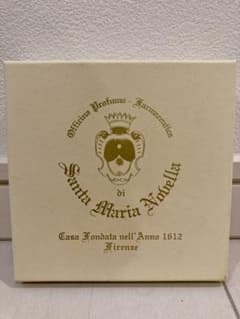 Officina Profumo - Farmaceutica
di
Santa Maria Novella
Casa Fondata nell'Anno 1612
Firenze